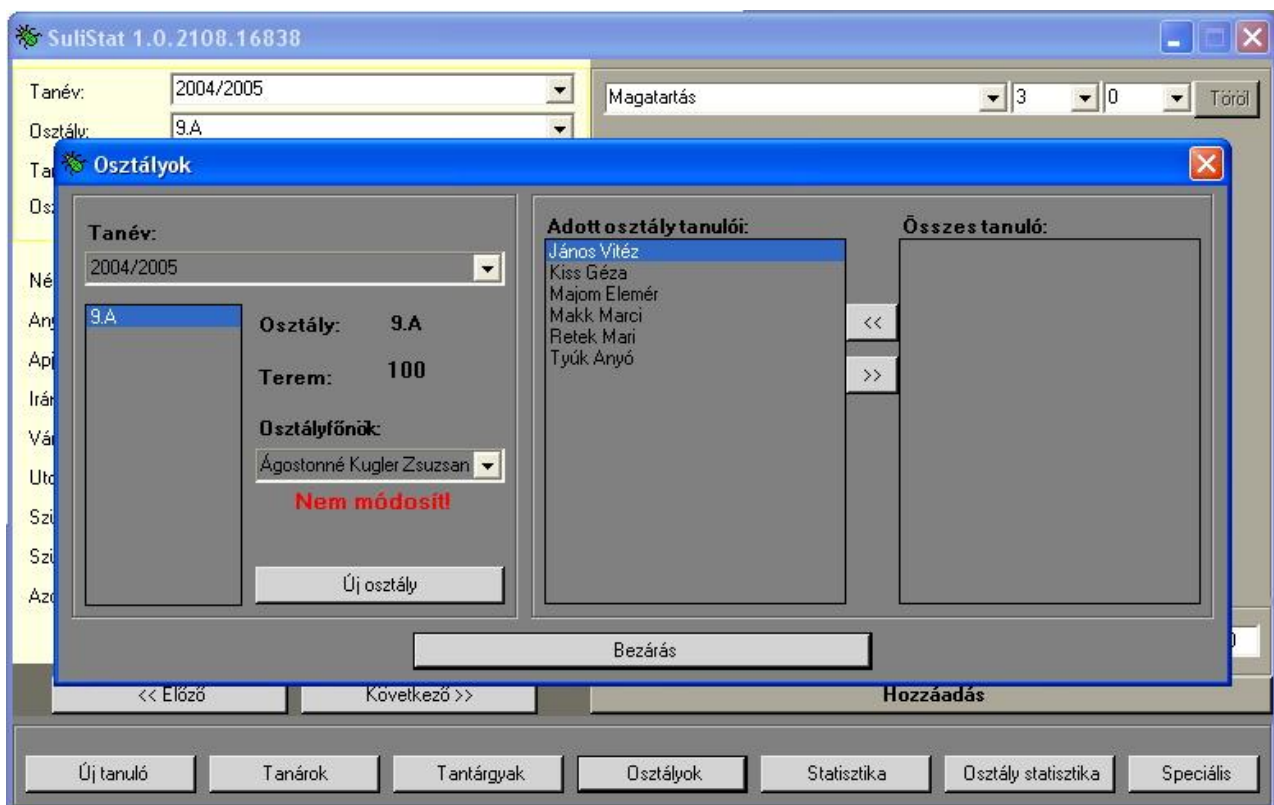 SuliStat 1.0.2108.16838
Tanév: 2004/2005
Osztály: 9.A
Magatartás 3 0 Töröl
Osztályok
Tanév:
2004/2005
9.A
Osztály: 9.A
Terem: 100
Osztályfőnök:
Ágostonné Kugler Zsuzsan
Nem módosít!
Új osztály
Adott osztály tanulói:
János Vitéz
Kiss Géza
Majom Elemér
Makk Marci
Retek Mari
Tyúk Anyó
<<
>>
Összes tanuló:
Bezárás
<< Előző
Következő >>
Hozzáadás
Új tanuló
Tanárok
Tantárgyak
Osztályok
Statisztika
Osztály statisztika
Speciális